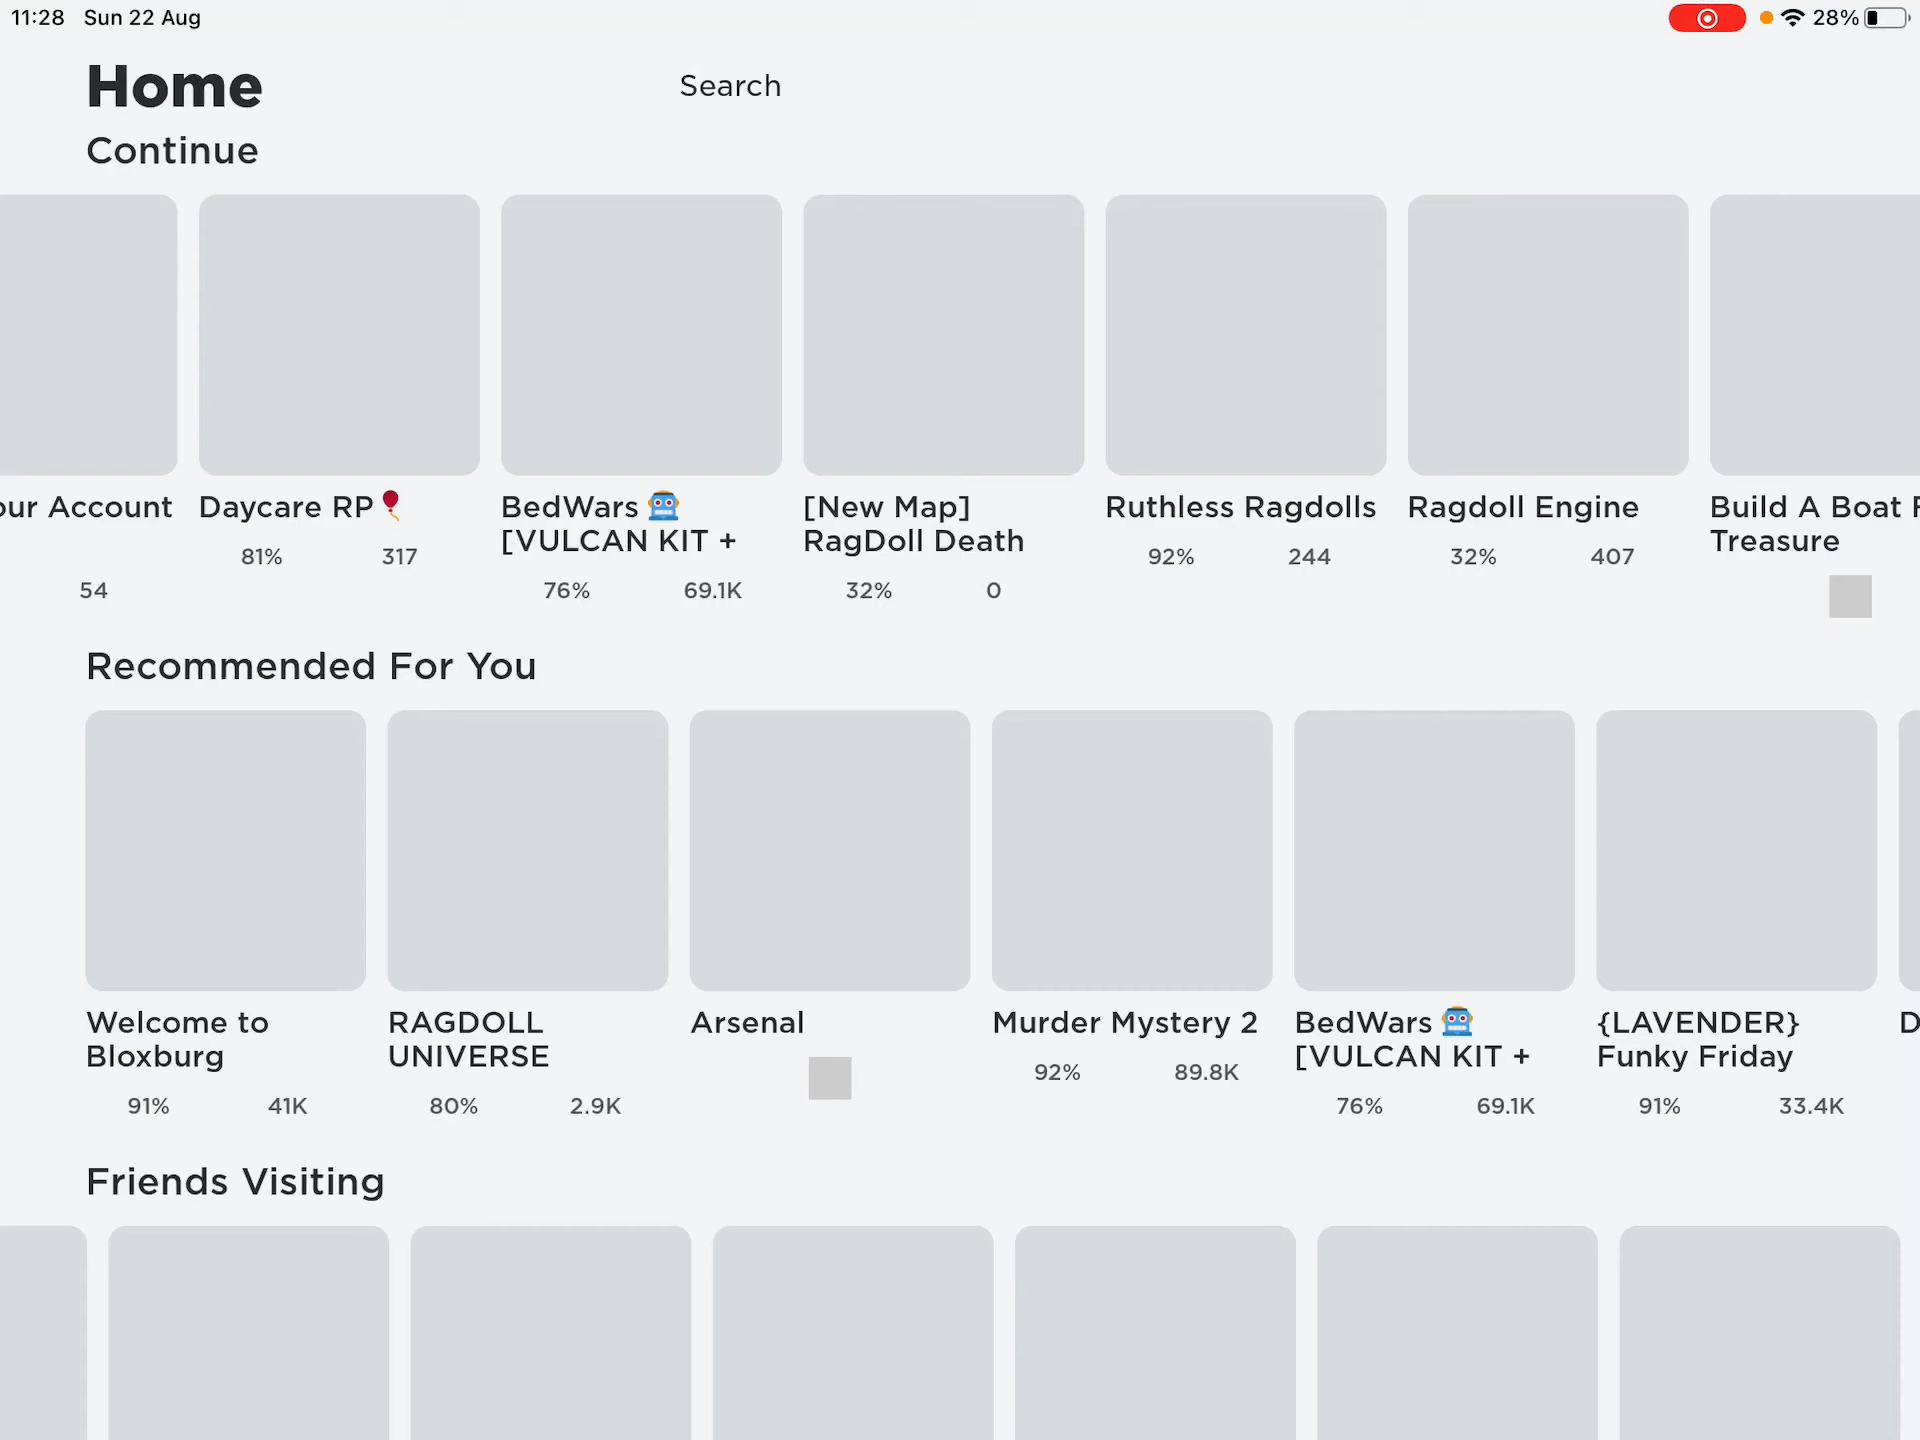 11:28 Sun 22 Aug
28%
Home
Search
Continue
our Account
54
Daycare RP🎈
81% 317
BedWars 🤖
[VULCAN KIT +
76% 69.1K
[New Map]
RagDoll Death
32% 0
Ruthless Ragdolls
92% 244
Ragdoll Engine
32% 407
Build A Boat F
Treasure
Recommended For You
Welcome to
Bloxburg
91% 41K
RAGDOLL
UNIVERSE
80% 2.9K
Arsenal
Murder Mystery 2
92% 89.8K
BedWars 🤖
[VULCAN KIT +
76% 69.1K
{LAVENDER}
Funky Friday
91% 33.4K
D
Friends Visiting